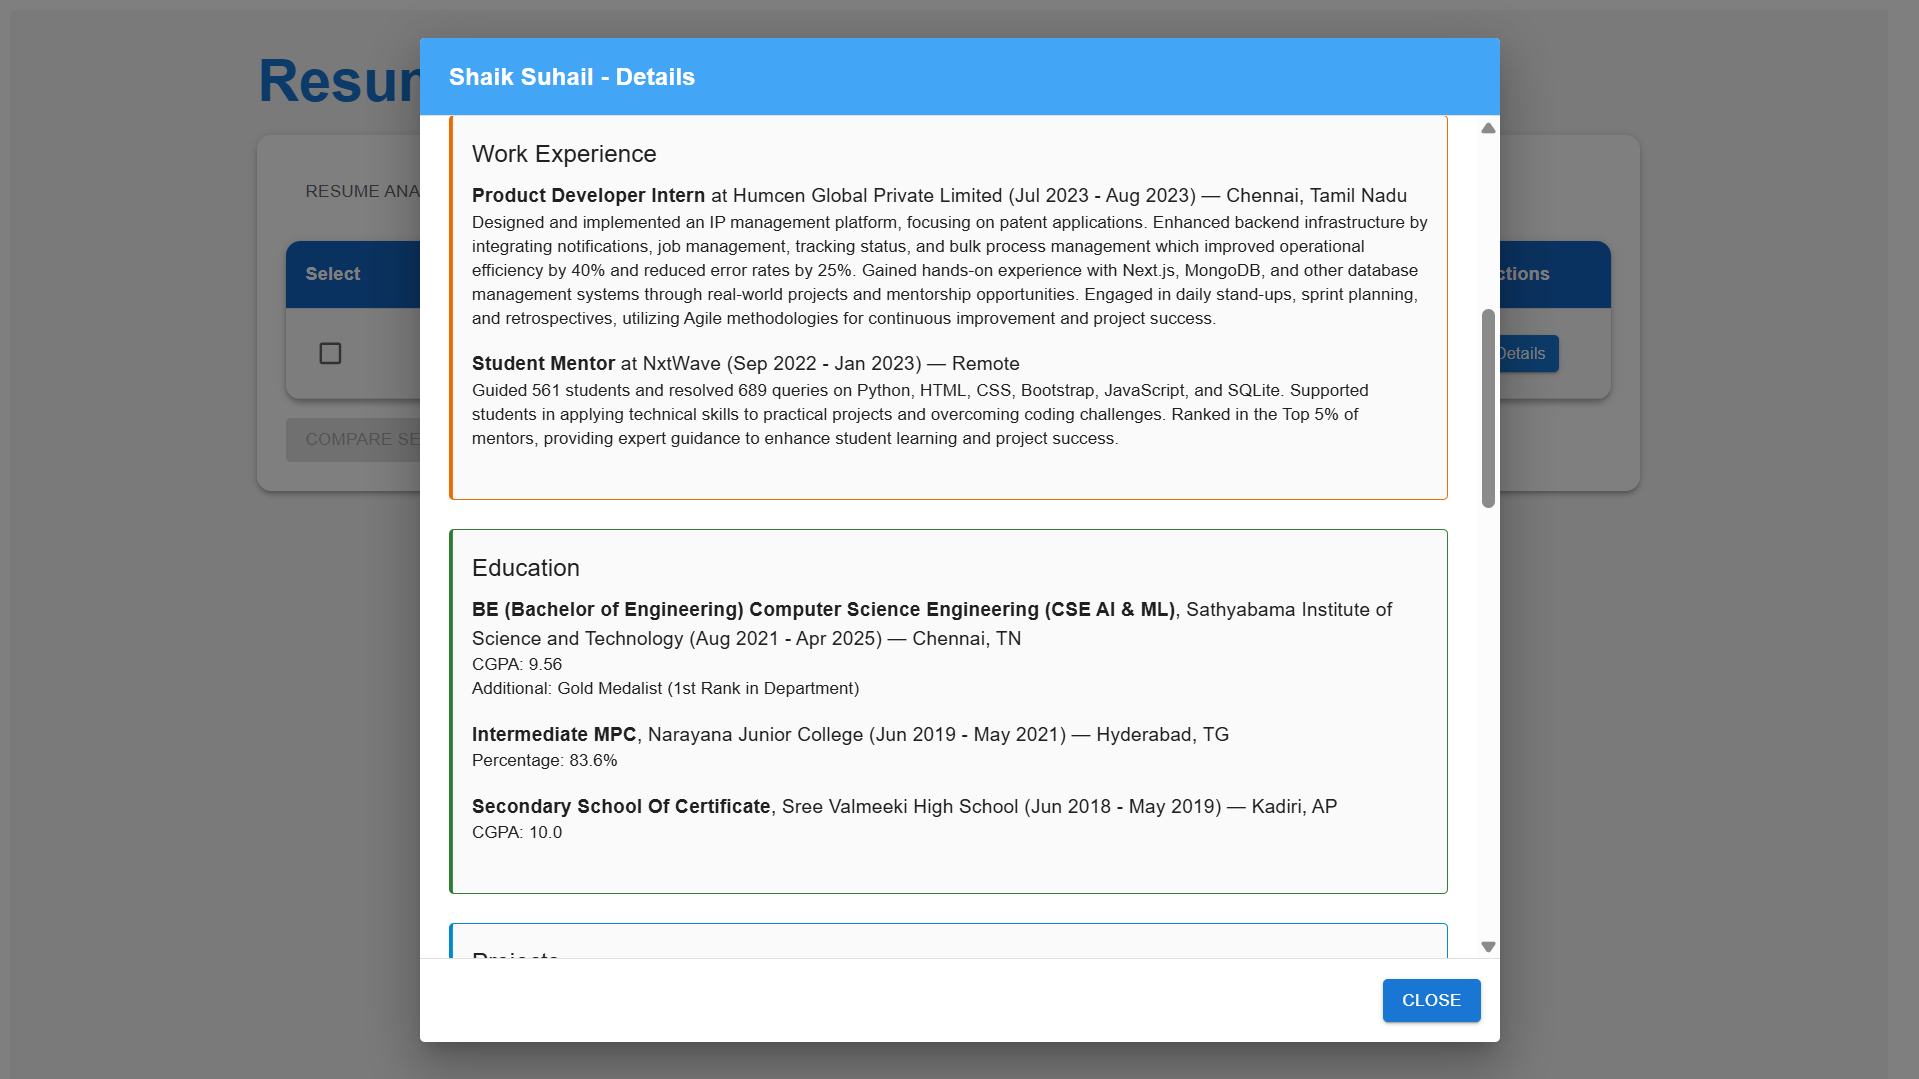 Resum
Shaik Suhail - Details
RESUME ANA
Select
ctions
Details
COMPARE SE
Work Experience
Product Developer Intern at Humcen Global Private Limited (Jul 2023 - Aug 2023) — Chennai, Tamil Nadu
Designed and implemented an IP management platform, focusing on patent applications. Enhanced backend infrastructure by
integrating notifications, job management, tracking status, and bulk process management which improved operational
efficiency by 40% and reduced error rates by 25%. Gained hands-on experience with Next.js, MongoDB, and other database
management systems through real-world projects and mentorship opportunities. Engaged in daily stand-ups, sprint planning,
and retrospectives, utilizing Agile methodologies for continuous improvement and project success.
Student Mentor at NxtWave (Sep 2022 - Jan 2023) — Remote
Guided 561 students and resolved 689 queries on Python, HTML, CSS, Bootstrap, JavaScript, and SQLite. Supported
students in applying technical skills to practical projects and overcoming coding challenges. Ranked in the Top 5% of
mentors, providing expert guidance to enhance student learning and project success.
Education
BE (Bachelor of Engineering) Computer Science Engineering (CSE AI & ML), Sathyabama Institute of
Science and Technology (Aug 2021 - Apr 2025) — Chennai, TN
CGPA: 9.56
Additional: Gold Medalist (1st Rank in Department)
Intermediate MPC, Narayana Junior College (Jun 2019 - May 2021) — Hyderabad, TG
Percentage: 83.6%
Secondary School Of Certificate, Sree Valmeeki High School (Jun 2018 - May 2019) — Kadiri, AP
CGPA: 10.0
Projects
CLOSE